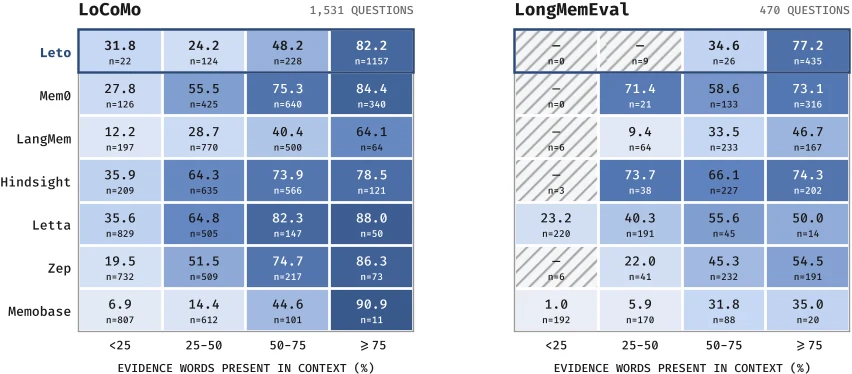 LoCoMo 1,531 QUESTIONS LongMemEval 470 QUESTIONS
Leto 31.8 24.2 48.2 82.2 — — 34.6 77.2
n=22 n=124 n=228 n=1157 n=0 n=9 n=26 n=435
Mem0 27.8 55.5 75.3 84.4 — 71.4 58.6 73.1
n=126 n=425 n=640 n=340 n=0 n=21 n=133 n=316
LangMem 12.2 28.7 40.4 64.1 — 9.4 33.5 46.7
n=197 n=770 n=500 n=64 n=6 n=64 n=233 n=167
Hindsight 35.9 64.3 73.9 78.5 — 73.7 66.1 74.3
n=209 n=635 n=566 n=121 n=3 n=38 n=227 n=202
Letta 35.6 64.8 82.3 88.0 23.2 40.3 55.6 50.0
n=829 n=505 n=147 n=50 n=220 n=191 n=45 n=14
Zep 19.5 51.5 74.7 86.3 — 22.0 45.3 54.5
n=732 n=509 n=217 n=73 n=6 n=41 n=232 n=191
Memobase 6.9 14.4 44.6 90.9 1.0 5.9 31.8 35.0
n=807 n=612 n=101 n=11 n=192 n=170 n=88 n=20
<25 25–50 50–75 ⩾75 <25 25–50 50–75 ⩾75
EVIDENCE WORDS PRESENT IN CONTEXT (%) EVIDENCE WORDS PRESENT IN CONTEXT (%)